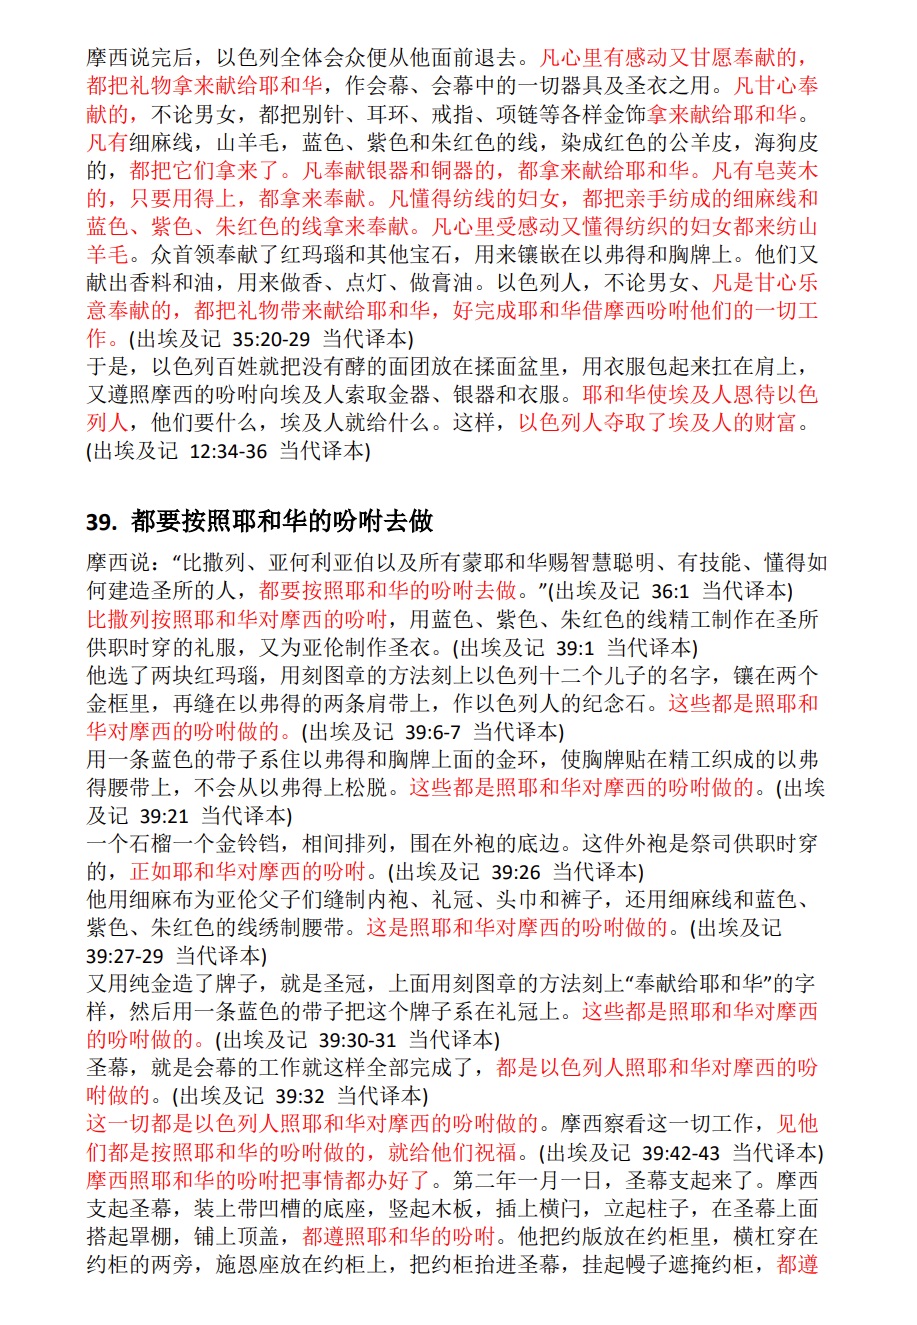 摩西说完后，以色列全体会众便从他面前退去。凡心里有感动又甘愿奉献的，
都把礼物拿来献给耶和华，作会幕、会幕中的一切器具及圣衣之用。凡甘心奉
献的，不论男女，都把别针、耳环、戒指、项链等各样金饰拿来献给耶和华。
凡有细麻线，山羊毛，蓝色、紫色和朱红色的线，染成红色的公羊皮，海狗皮
的，都把它们拿来了。凡奉献银器和铜器的，都拿来献给耶和华。凡有皂荚木
的，只要用得上，都拿来奉献。凡懂得纺线的妇女，都把亲手纺成的细麻线和
蓝色、紫色、朱红色的线拿来奉献。凡心里受感动又懂得纺织的妇女都来纺山
羊毛。众首领奉献了红玛瑙和其他宝石，用来镶嵌在以弗得和胸牌上。他们又
献出香料和油，用来做香、点灯、做膏油。以色列人，不论男女、凡是甘心乐
意奉献的，都把礼物带来献给耶和华，好完成耶和华借摩西吩咐他们的一切工
作。(出埃及记 35:20-29 当代译本)
于是，以色列百姓就把没有酵的面团放在揉面盆里，用衣服包起来扛在肩上，
又遵照摩西的吩咐向埃及人索取金器、银器和衣服。耶和华使埃及人恩待以色
列人，他们要什么，埃及人就给什么。这样，以色列人夺取了埃及人的财富。
(出埃及记 12:34-36 当代译本)
39. 都要按照耶和华的吩咐去做
摩西说：“比撒列、亚何利亚伯以及所有蒙耶和华赐智慧聪明、有技能、懂得如
何建造圣所的人，都要按照耶和华的吩咐去做。”(出埃及记 36:1 当代译本)
比撒列按照耶和华对摩西的吩咐，用蓝色、紫色、朱红色的线精工制作在圣所
供职时穿的礼服，又为亚伦制作圣衣。(出埃及记 39:1 当代译本)
他选了两块红玛瑙，用刻图章的方法刻上以色列十二个儿子的名字，镶在两个
金框里，再缝在以弗得的两条肩带上，作以色列人的纪念石。这些都是照耶和
华对摩西的吩咐做的。(出埃及记 39:6-7 当代译本)
用一条蓝色的带子系住以弗得和胸牌上面的金环，使胸牌贴在精工织成的以弗
得腰带上，不会从以弗得上松脱。这些都是照耶和华对摩西的吩咐做的。(出埃
及记 39:21 当代译本)
一个石榴一个金铃铛，相间排列，围在外袍的底边。这件外袍是祭司供职时穿
的，正如耶和华对摩西的吩咐。(出埃及记 39:26 当代译本)
他用细麻布为亚伦父子们缝制内袍、礼冠、头巾和裤子，还用细麻线和蓝色、
紫色、朱红色的线绣制腰带。这是照耶和华对摩西的吩咐做的。(出埃及记
39:27-29 当代译本)
又用纯金造了牌子，就是圣冠，上面用刻图章的方法刻上“奉献给耶和华”的字
样，然后用一条蓝色的带子把这个牌子系在礼冠上。这些都是照耶和华对摩西
的吩咐做的。(出埃及记 39:30-31 当代译本)
圣幕，就是会幕的工作就这样全部完成了，都是以色列人照耶和华对摩西的吩
咐做的。(出埃及记 39:32 当代译本)
这一切都是以色列人照耶和华对摩西的吩咐做的。摩西察看这一切工作，见他
们都是按照耶和华的吩咐做的，就给他们祝福。(出埃及记 39:42-43 当代译本)
摩西照耶和华的吩咐把事情都办好了。第二年一月一日，圣幕支起来了。摩西
支起圣幕，装上带凹槽的底座，竖起木板，插上横闩，立起柱子，在圣幕上面
搭起罩棚，铺上顶盖，都遵照耶和华的吩咐。他把约版放在约柜里，横杠穿在
约柜的两旁，施恩座放在约柜上，把约柜抬进圣幕，挂起幔子遮掩约柜，都遵